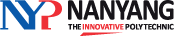 NYP NANYANG
THE INNOVATIVE POLYTECHNIC